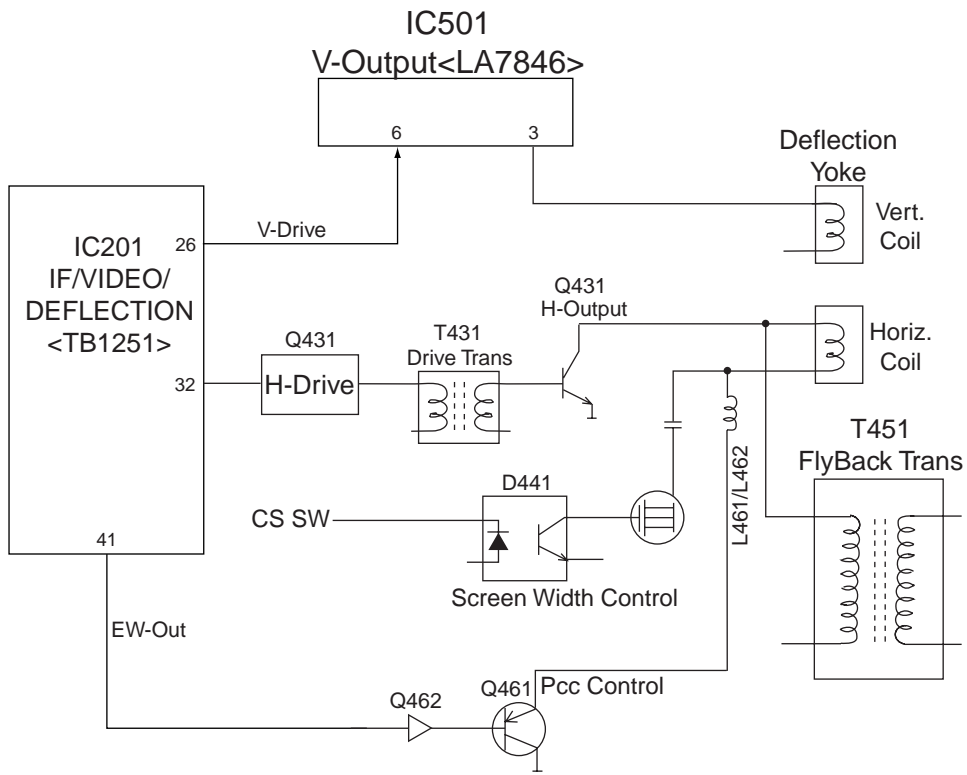 IC501
V-Output<LA7846>
6
3
Deflection
Yoke
Vert.
Coil
IC201
IF/VIDEO/
DEFLECTION
<TB1251>
26
V-Drive
Q431
H-Output
Horiz.
Coil
32
Q431
H-Drive
T431
Drive Trans
T451
FlyBack Trans
L461/L462
D441
CS SW
Screen Width Control
41
EW-Out
Q462
Q461
Pcc Control